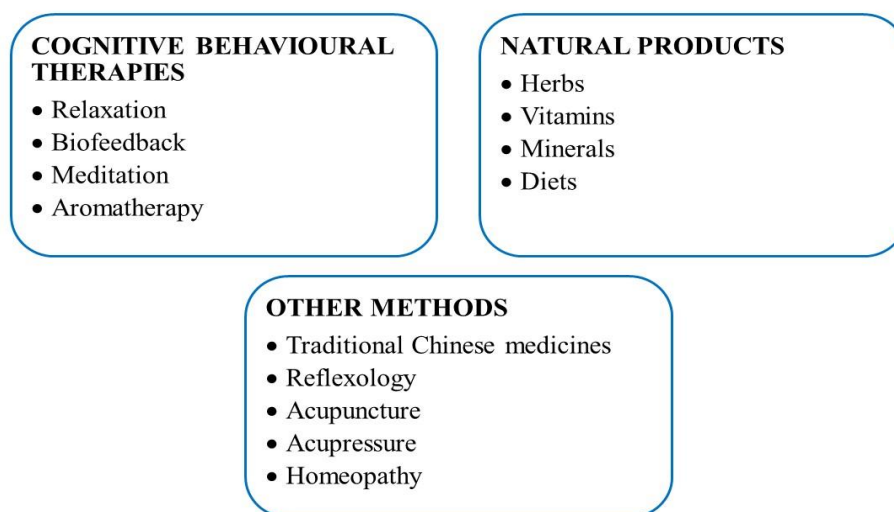 COGNITIVE BEHAVIOURAL
THERAPIES
• Relaxation
• Biofeedback
• Meditation
• Aromatherapy
NATURAL PRODUCTS
• Herbs
• Vitamins
• Minerals
• Diets
OTHER METHODS
• Traditional Chinese medicines
• Reflexology
• Acupuncture
• Acupressure
• Homeopathy